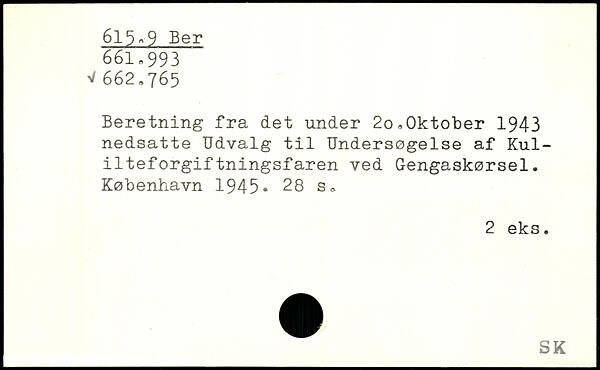 615.9 Ber
661.993
√ 662.765
Beretning fra det under 2o.Oktober 1943
nedsatte Udvalg til Undersøgelse af Kul-
ilteforgiftningsfaren ved Gengaskørsel.
København 1945. 28 s.
2 eks.
SK